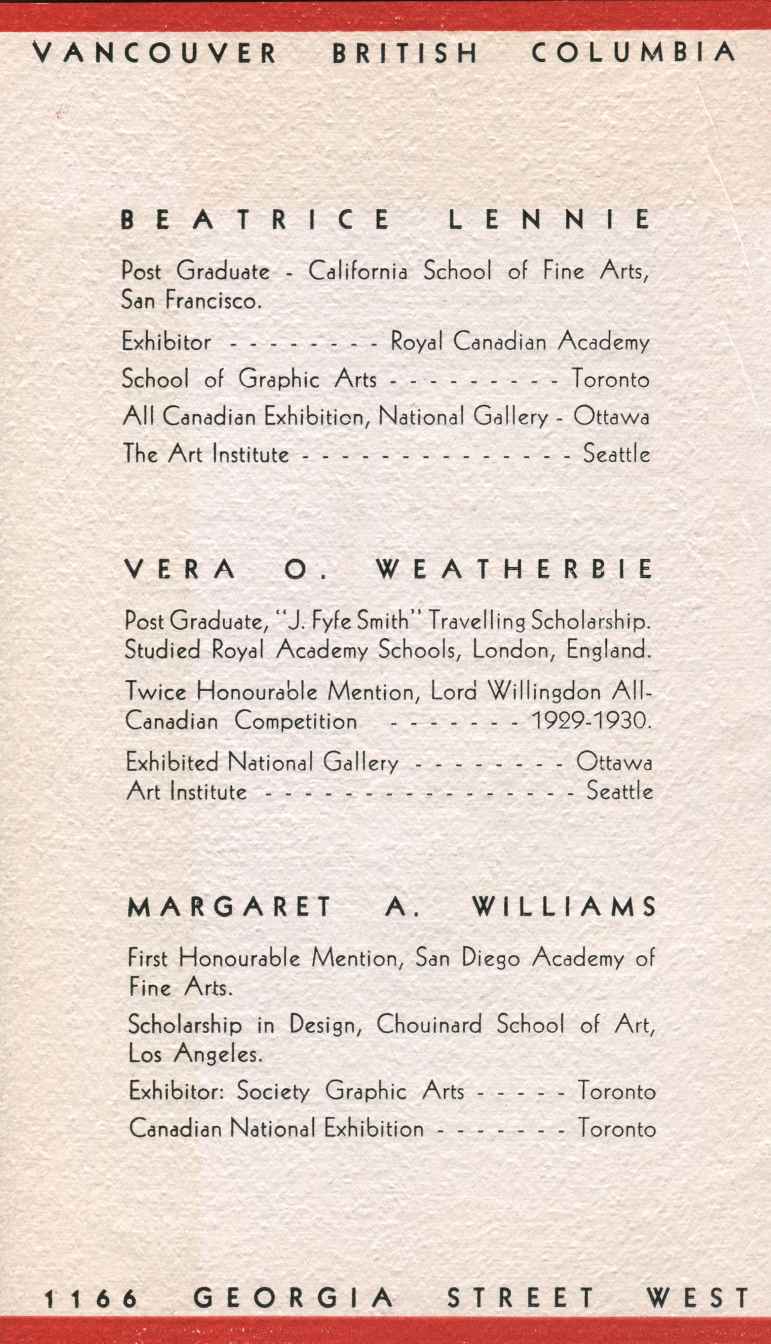 VANCOUVER BRITISH COLUMBIA
BEATRICE LENNIE
Post Graduate - California School of Fine Arts,
San Francisco.
Exhibitor - - - - - - - - Royal Canadian Academy
School of Graphic Arts - - - - - - - - - Toronto
All Canadian Exhibition, National Gallery - Ottawa
The Art Institute - - - - - - - - - - - - - - Seattle
VERA O. WEATHERBIE
Post Graduate, "J. Fyfe Smith" Travelling Scholarship.
Studied Royal Academy Schools, London, England.
Twice Honourable Mention, Lord Willingdon All-
Canadian Competition - - - - - - - 1929-1930.
Exhibited National Gallery - - - - - - - - Ottawa
Art Institute - - - - - - - - - - - - - - - - Seattle
MARGARET A. WILLIAMS
First Honourable Mention, San Diego Academy of
Fine Arts.
Scholarship in Design, Chouinard School of Art,
Los Angeles.
Exhibitor: Society Graphic Arts - - - - - Toronto
Canadian National Exhibition - - - - - - - Toronto
1166 GEORGIA STREET WEST